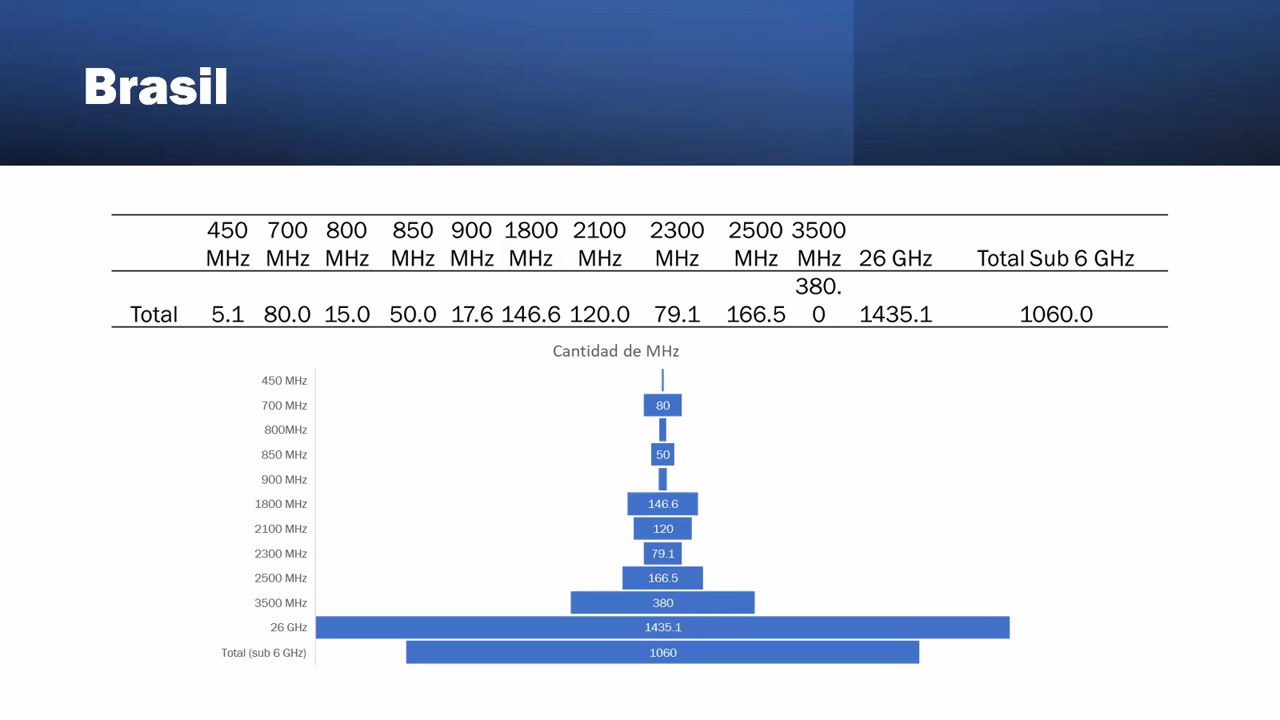 Brasil
450 700 800 850 900 1800 2100 2300 2500 3500
MHz MHz MHz MHz MHz MHz MHz MHz MHz MHz 26 GHz Total Sub 6 GHz
380.
Total 5.1 80.0 15.0 50.0 17.6 146.6 120.0 79.1 166.5 0 1435.1 1060.0
Cantidad de MHz
450 MHz
700 MHz 80
800MHz
850 MHz 50
900 MHz
1800 MHz 146.6
2100 MHz 120
2300 MHz 79.1
2500 MHz 166.5
3500 MHz 380
26 GHz 1435.1
Total (sub 6 GHz) 1060